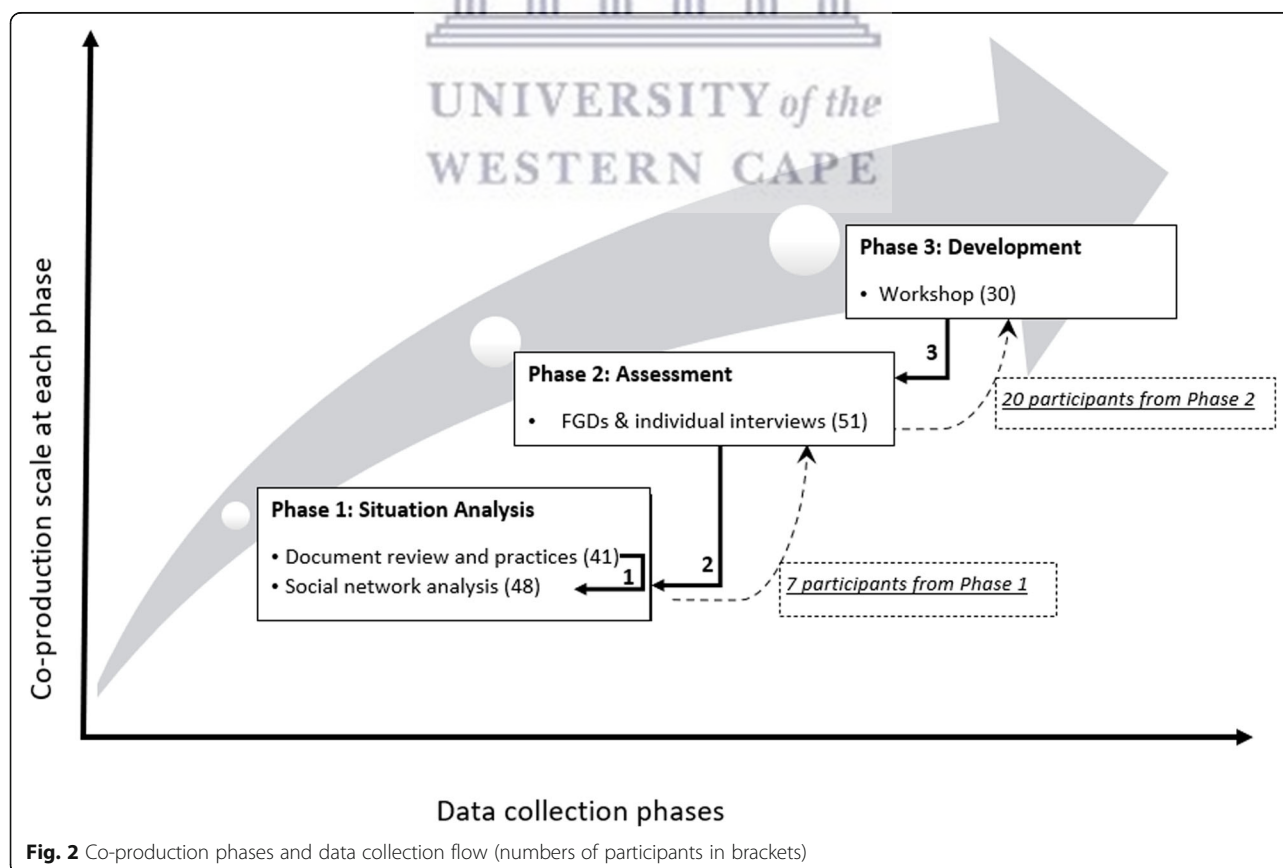 UNIVERSITY of the
WESTERN CAPE
Co-production scale at each phase
Phase 3: Development
• Workshop (30)
3
Phase 2: Assessment
• FGDs & individual interviews (51)
20 participants from Phase 2
Phase 1: Situation Analysis
• Document review and practices (41)
• Social network analysis (48)
1
2
7 participants from Phase 1
Data collection phases
Fig. 2 Co-production phases and data collection flow (numbers of participants in brackets)